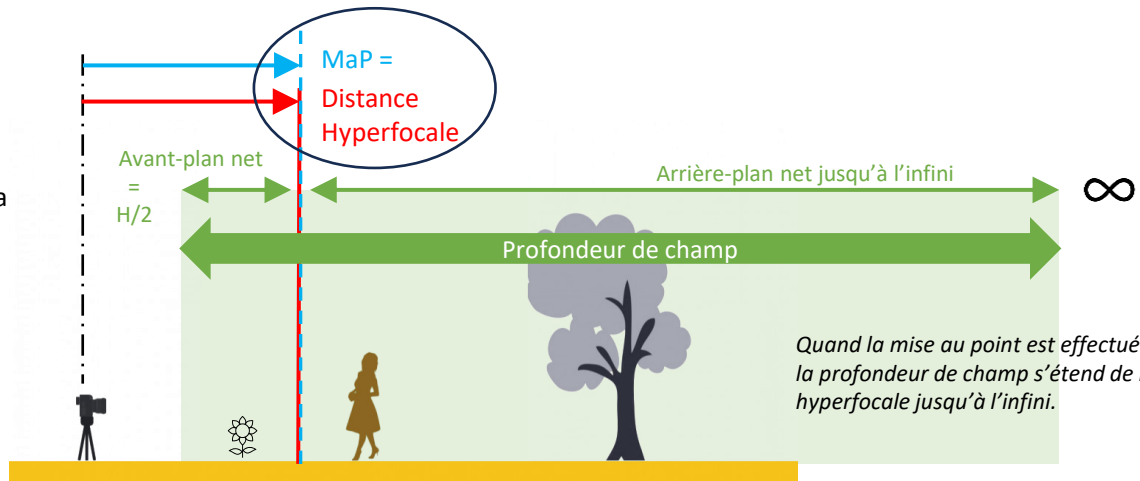 MaP =
Distance
Hyperfocale
Avant-plan net
=
H/2
Arrière-plan net jusqu’à l’infini
∞
a
Profondeur de champ
Quand la mise au point est effectué
la profondeur de champ s’étend de
hyperfocale jusqu’à l’infini.